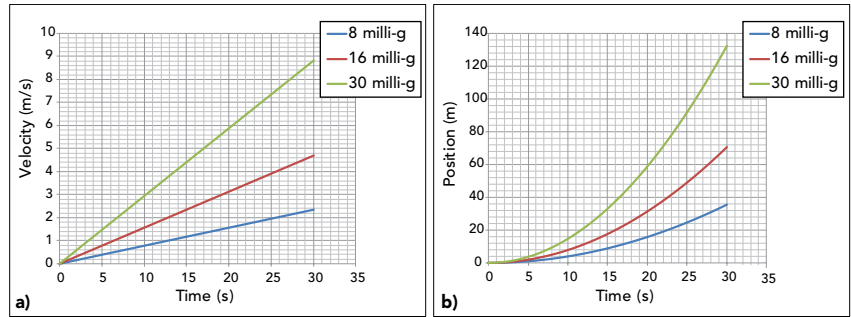 10
9
8
7
6
5
4
3
2
1
0
Velocity (m/s)
0 5 10 15 20 25 30 35
Time (s)
8 milli-g
16 milli-g
30 milli-g
a)
140
120
100
80
60
40
20
0
Position (m)
0 5 10 15 20 25 30 35
Time (s)
8 milli-g
16 milli-g
30 milli-g
b)